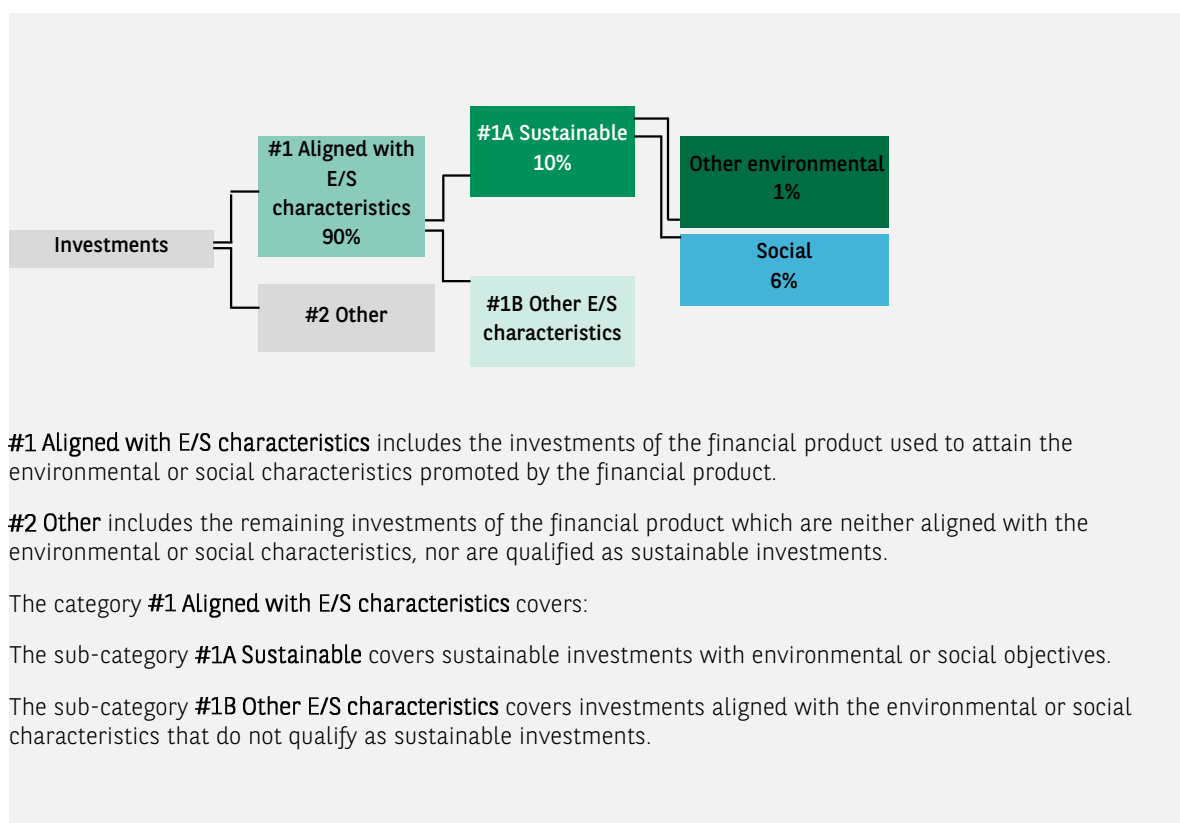 #1A Sustainable
10%
#1 Aligned with
E/S
characteristics
90%
Other environmental
1%
Investments
Social
6%
#2 Other
#1B Other E/S
characteristics
#1 Aligned with E/S characteristics includes the investments of the financial product used to attain the
environmental or social characteristics promoted by the financial product.
#2 Other includes the remaining investments of the financial product which are neither aligned with the
environmental or social characteristics, nor are qualified as sustainable investments.
The category #1 Aligned with E/S characteristics covers:
The sub-category #1A Sustainable covers sustainable investments with environmental or social objectives.
The sub-category #1B Other E/S characteristics covers investments aligned with the environmental or social
characteristics that do not qualify as sustainable investments.